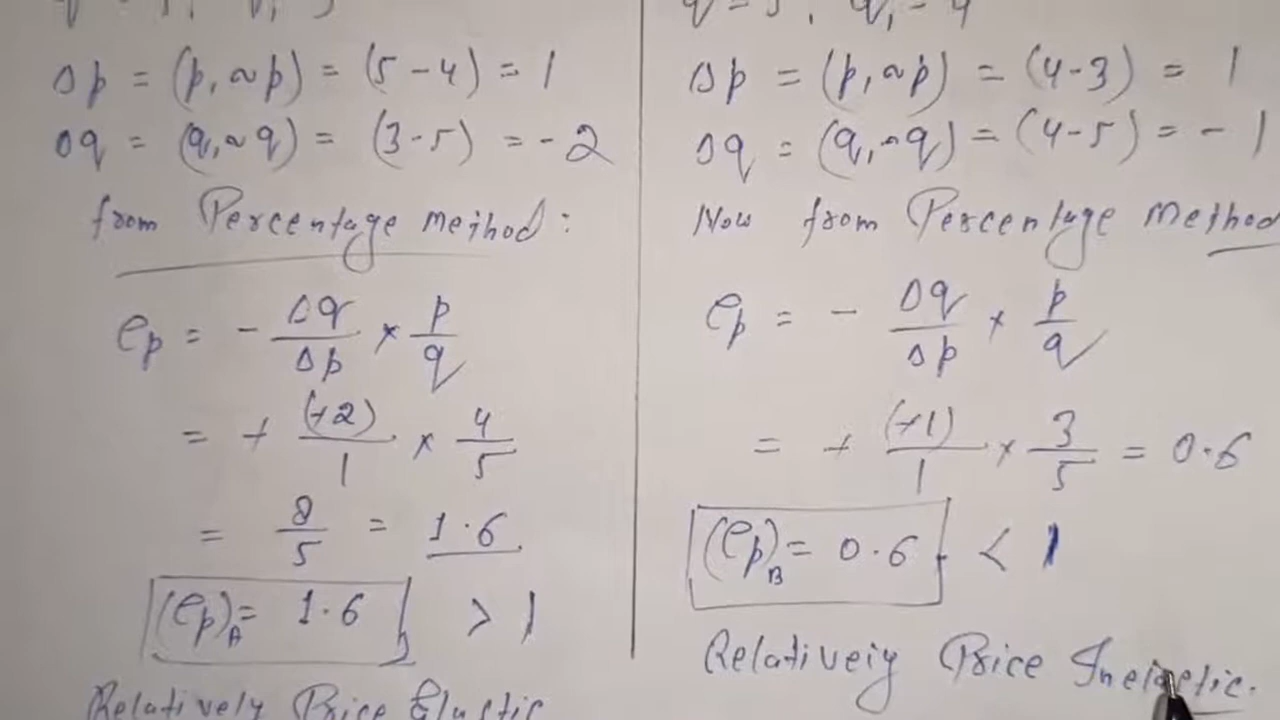 Δp = (p₁~p) = (5-4) = 1
Δq = (q₁~q) = (3-5) = -2
from Percentage method:
ep = - Δq/Δp × p/q
= + (+2)/1 × 4/5
= 8/5 = 1.6
(ep)A = 1.6 > 1
Relatively Price Elastic
q = 5, q₁ = 4
Δp = (p₁~p) = (4-3) = 1
Δq = (q₁~q) = (4-5) = -1
Now from Percentage Method
ep = - Δq/Δp × p/q
= + (+1)/1 × 3/5 = 0.6
(ep)B = 0.6 < 1
Relatively Price Inelastic.